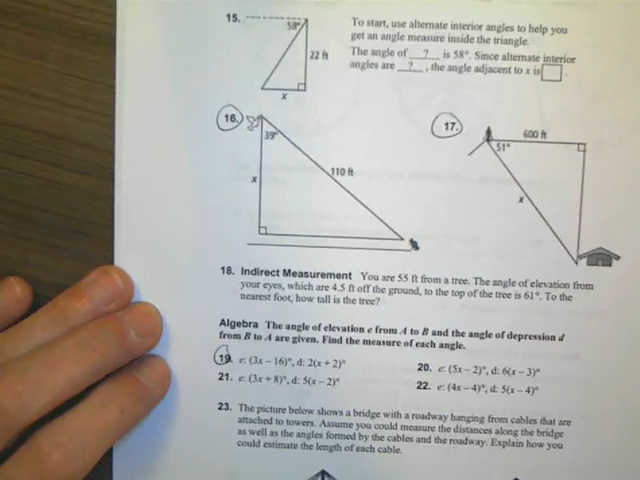 15. 58° To start, use alternate interior angles to help you
get an angle measure inside the triangle.
22 ft The angle of ? is 58°. Since alternate interior
angles are ? , the angle adjacent to x is .
x
16. 39° 110 ft x
17. 600 ft 51° x
18. Indirect Measurement You are 55 ft from a tree. The angle of elevation from
your eyes, which are 4.5 ft off the ground, to the top of the tree is 61°. To the
nearest foot, how tall is the tree?
Algebra The angle of elevation e from A to B and the angle of depression d
from B to A are given. Find the measure of each angle.
19. e: (3x − 16)°, d: 2(x + 2)° 20. e: (5x − 2)°, d: 6(x − 3)°
21. e: (3x + 8)°, d: 5(x − 2)° 22. e: (4x − 4)°, d: 5(x − 4)°
23. The picture below shows a bridge with a roadway hanging from cables that are
attached to towers. Assume you could measure the distances along the bridge
as well as the angles formed by the cables and the roadway. Explain how you
could estimate the length of each cable.